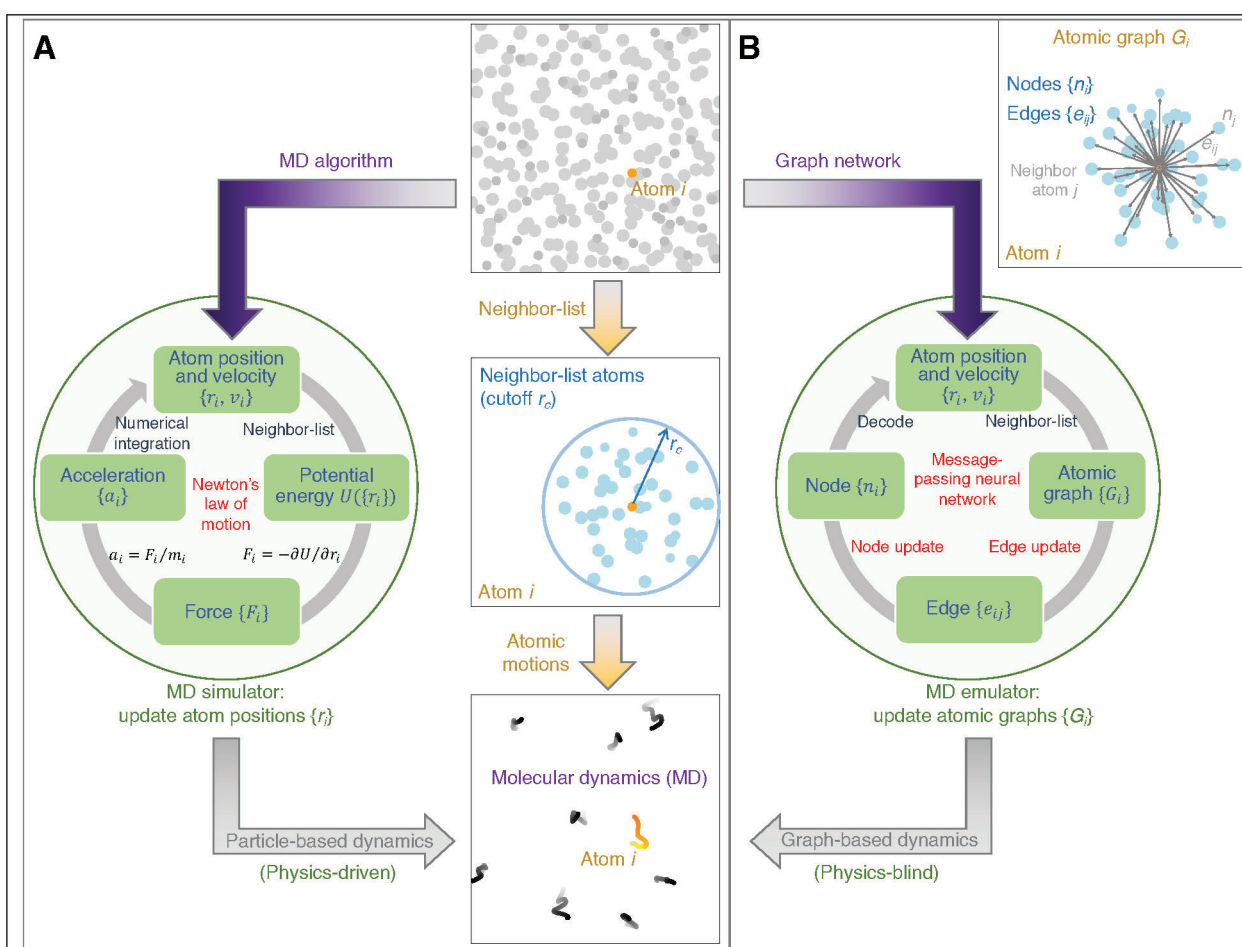 A
MD algorithm
Atom i
Neighbor-list
Atom position
and velocity
{r_i, v_i}
Numerical
integration
Neighbor-list
Acceleration
{a_i}
Newton's
law of
motion
Potential
energy U({r_i})
a_i = F_i/m_i
F_i = −∂U/∂r_i
Force {F_i}
MD simulator:
update atom positions {r_i}
Particle-based dynamics
(Physics-driven)
Neighbor-list atoms
(cutoff r_c)
r_c
Atom i
Atomic
motions
Molecular dynamics (MD)
Atom i
B
Graph network
Atomic graph G_i
Nodes {n_i}
Edges {e_ij}
n_j
e_ij
Neighbor
atom j
Atom i
Atom position
and velocity
{r_i, v_i}
Decode
Neighbor-list
Node {n_i}
Message-
passing neural
network
Atomic
graph {G_i}
Node update
Edge update
Edge {e_ij}
MD emulator:
update atomic graphs {G_i}
Graph-based dynamics
(Physics-blind)